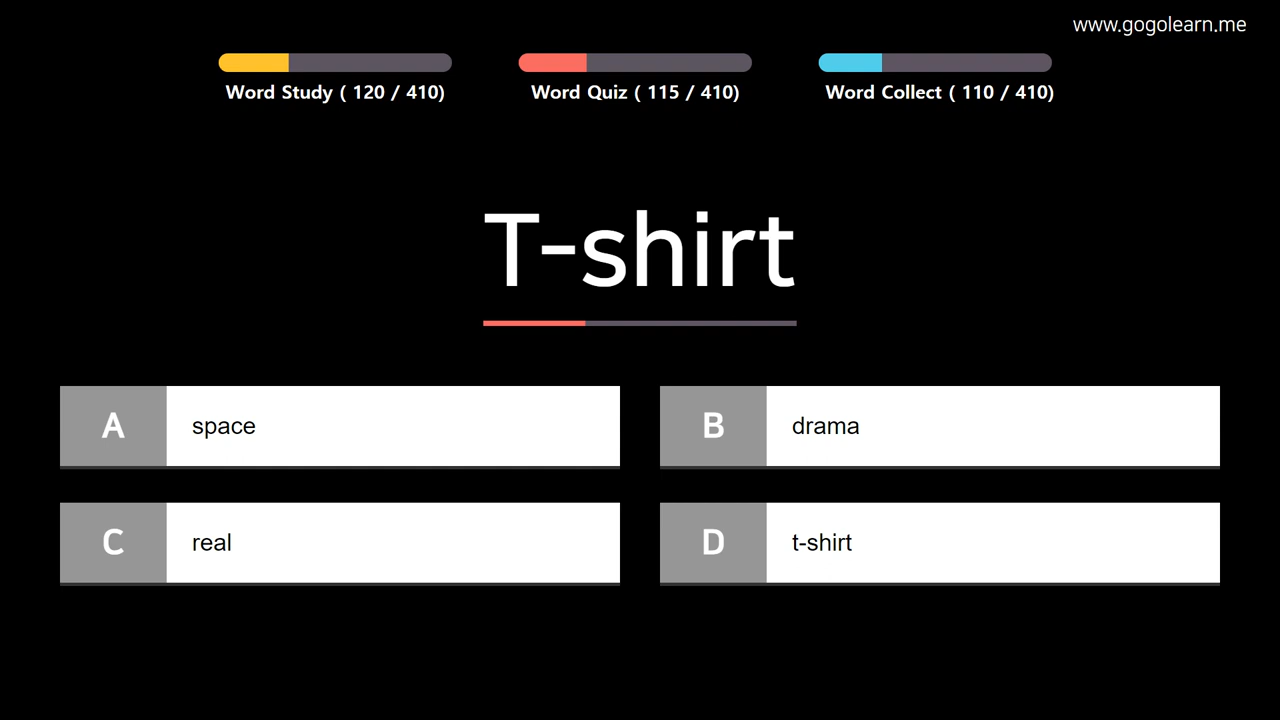 www.gogolearn.me
Word Study ( 120 / 410)
Word Quiz ( 115 / 410)
Word Collect ( 110 / 410)
T-shirt
A space
B drama
C real
D t-shirt